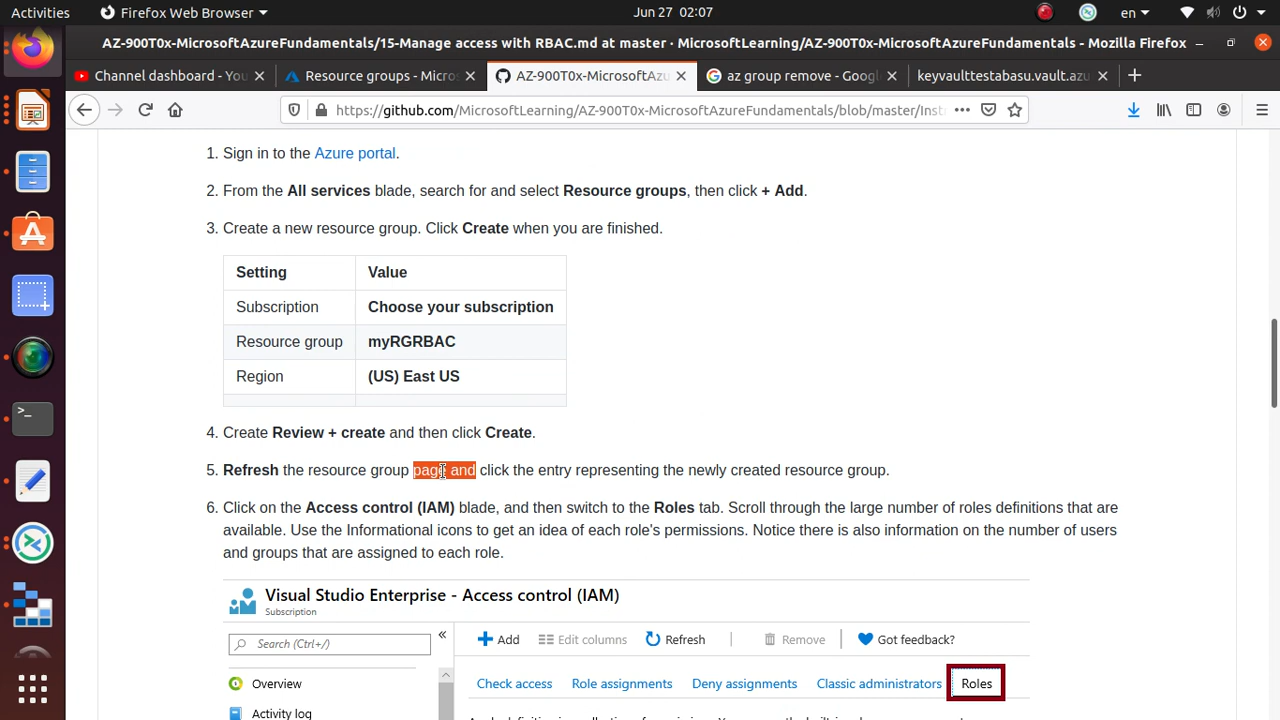 Activities
Firefox Web Browser
Jun 27 02:07
en
AZ-900T0x-MicrosoftAzureFundamentals/15-Manage access with RBAC.md at master · MicrosoftLearning/AZ-900T0x-MicrosoftAzureFundamentals - Mozilla Firefox
Channel dashboard - You
Resource groups - Micros
AZ-900T0x-MicrosoftAzu
az group remove - Googl
keyvaulttestabasu.vault.azu
https://github.com/MicrosoftLearning/AZ-900T0x-MicrosoftAzureFundamentals/blob/master/Inst
1. Sign in to the Azure portal.
2. From the All services blade, search for and select Resource groups, then click + Add.
3. Create a new resource group. Click Create when you are finished.
Setting Value
Subscription Choose your subscription
Resource group myRGRBAC
Region (US) East US
4. Create Review + create and then click Create.
5. Refresh the resource group page and click the entry representing the newly created resource group.
6. Click on the Access control (IAM) blade, and then switch to the Roles tab. Scroll through the large number of roles definitions that are
available. Use the Informational icons to get an idea of each role's permissions. Notice there is also information on the number of users
and groups that are assigned to each role.
Visual Studio Enterprise - Access control (IAM)
Subscription
Search (Ctrl+/)
Add Edit columns Refresh Remove Got feedback?
Overview
Check access Role assignments Deny assignments Classic administrators Roles
Activity log